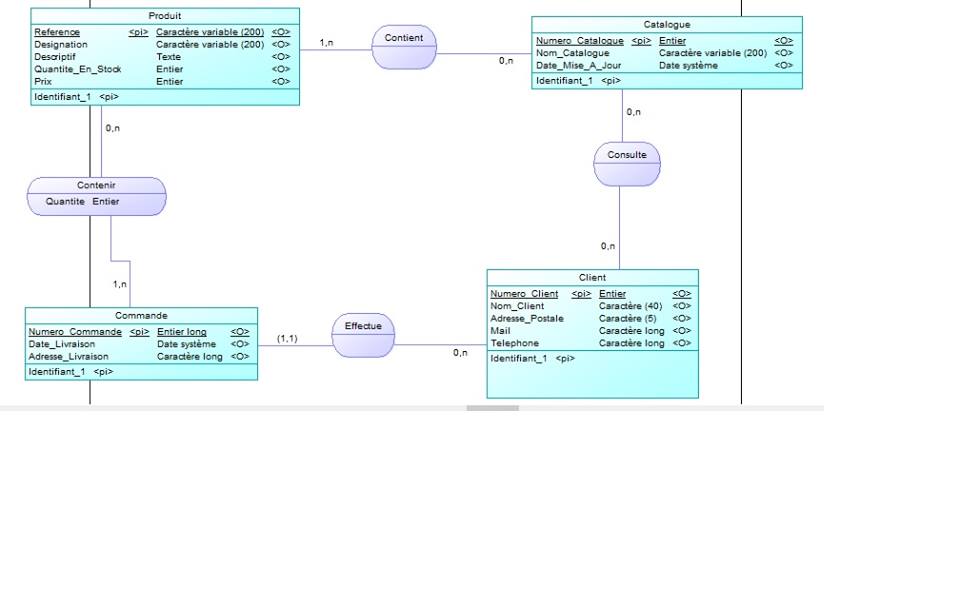 Produit
Reference <pi> Caractère variable (200) <O>
Designation Caractère variable (200) <O>
Descriptif Texte <O>
Quantite_En_Stock Entier <O>
Prix Entier <O>
Identifiant_1 <pi>
1,n
Contient
0,n
Catalogue
Numero_Catalogue <pi> Entier <O>
Nom_Catalogue Caractère variable (200) <O>
Date_Mise_A_Jour Date système <O>
Identifiant_1 <pi>
0,n
Contenir
Quantite Entier
1,n
0,n
Consulte
0,n
Commande
Numero_Commande <pi> Entier long <O>
Date_Livraison Date système <O>
Adresse_Livraison Caractère long <O>
Identifiant_1 <pi>
(1,1)
Effectue
0,n
Client
Numero_Client <pi> Entier <O>
Nom_Client Caractère (40) <O>
Adresse_Postale Caractère (5) <O>
Mail Caractère long <O>
Telephone Caractère long <O>
Identifiant_1 <pi>